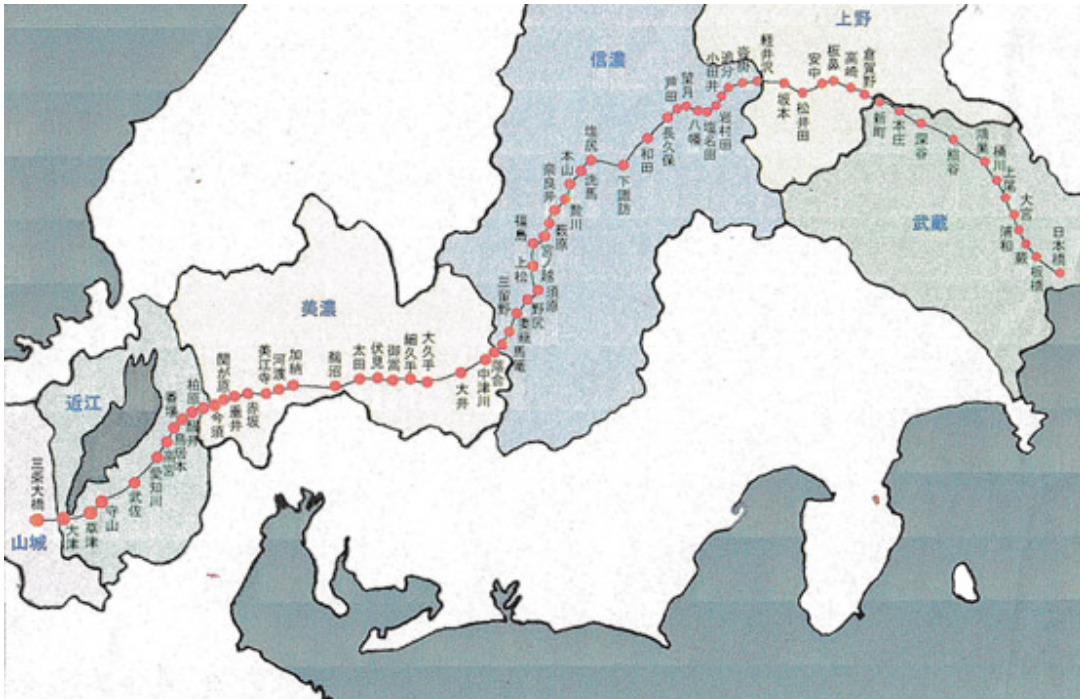 上野
信濃
武蔵
美濃
近江
山城
日本橋
板橋
蕨
浦和
大宮
上尾
桶川
鴻巣
熊谷
深谷
本庄
新町
倉賀野
高崎
板鼻
安中
松井田
坂本
軽井沢
沓掛
追分
小田井
岩村田
塩名田
八幡
望月
芦田
長久保
和田
下諏訪
塩尻
洗馬
本山
贄川
奈良井
藪原
宮ノ越
福島
上松
須原
野尻
三留野
妻籠
馬籠
落合
中津川
大井
大久手
細久手
御嵩
伏見
太田
鵜沼
加納
河渡
美江寺
赤坂
垂井
関が原
今須
柏原
醒井
番場
鳥居本
高宮
愛知川
武佐
守山
草津
大津
三条大橋